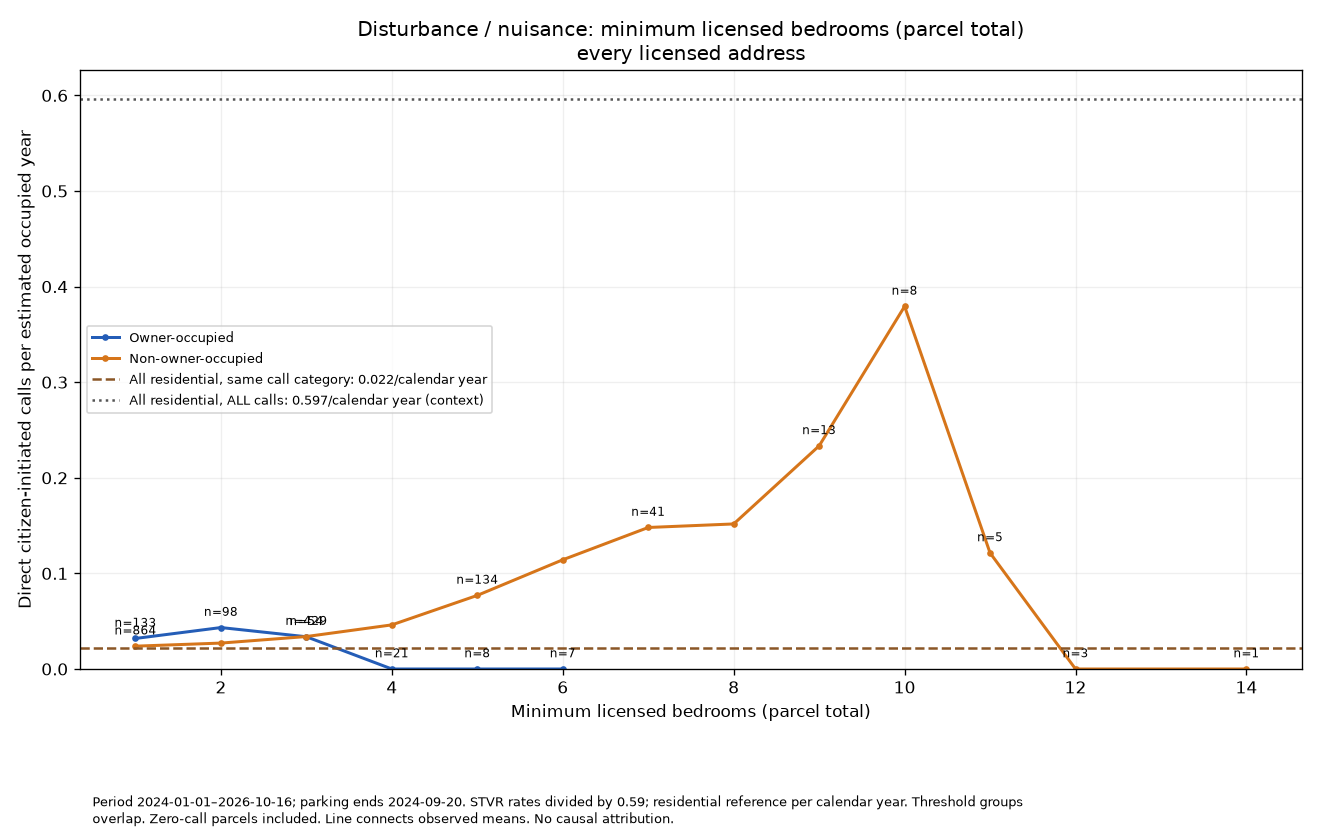 Disturbance / nuisance: minimum licensed bedrooms (parcel total)
every licensed address
Direct citizen-initiated calls per estimated occupied year
0.6
0.5
0.4
0.3
0.2
0.1
0.0
Owner-occupied
Non-owner-occupied
All residential, same call category: 0.022/calendar year
All residential, ALL calls: 0.597/calendar year (context)
n=133
n=864
n=98
n=21
n=134
n=8
n=7
n=41
n=13
n=8
n=5
n=3
n=1
2
4
6
8
10
12
14
Minimum licensed bedrooms (parcel total)
Period 2024-01-01–2026-10-16; parking ends 2024-09-20. STVR rates divided by 0.59; residential reference per calendar year. Threshold groups
overlap. Zero-call parcels included. Line connects observed means. No causal attribution.